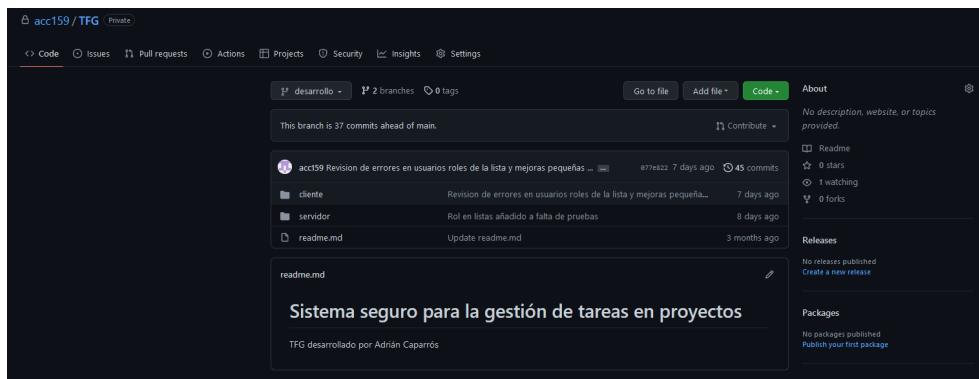 acc159 / TFG Private
Code Issues Pull requests Actions Projects Security Insights Settings
desarrollo 2 branches 0 tags Go to file Add file Code
This branch is 37 commits ahead of main. Contribute
acc159 Revision de errores en usuarios roles de la lista y mejoras pequeñas ... 077e822 7 days ago 45 commits
cliente Revision de errores en usuarios roles de la lista y mejoras pequeña... 7 days ago
servidor Rol en listas añadido a falta de pruebas 8 days ago
readme.md Update readme.md 3 months ago
readme.md
Sistema seguro para la gestión de tareas en proyectos
TFG desarrollado por Adrián Caparrós
About
No description, website, or topics
provided.
Readme
0 stars
1 watching
0 forks
Releases
No releases published
Create a new release
Packages
No packages published
Publish your first package